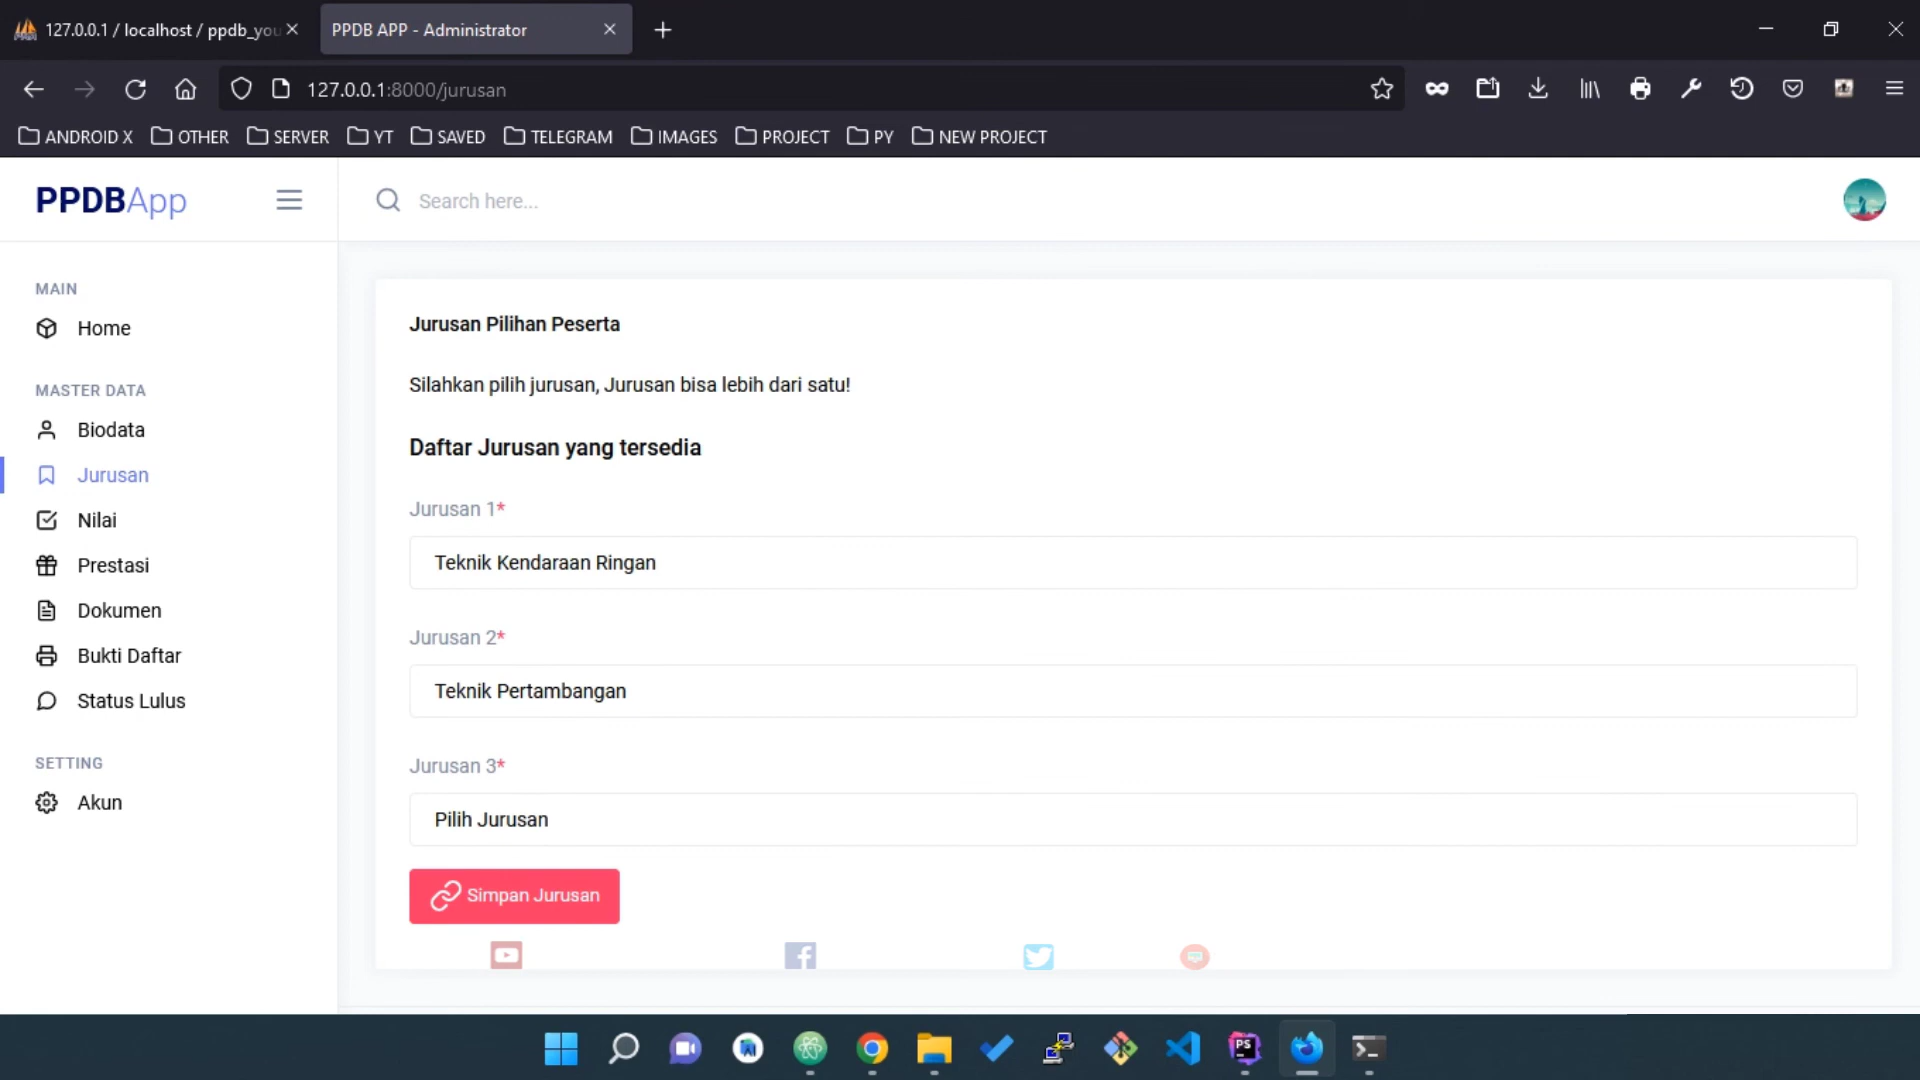 127.0.0.1 / localhost / ppdb_you
PPDB APP - Administrator
127.0.0.1:8000/jurusan
ANDROID X OTHER SERVER YT SAVED TELEGRAM IMAGES PROJECT PY NEW PROJECT
PPDBApp
Search here...
MAIN
Home
MASTER DATA
Biodata
Jurusan
Nilai
Prestasi
Dokumen
Bukti Daftar
Status Lulus
SETTING
Akun
Jurusan Pilihan Peserta
Silahkan pilih jurusan, Jurusan bisa lebih dari satu!
Daftar Jurusan yang tersedia
Jurusan 1*
Teknik Kendaraan Ringan
Jurusan 2*
Teknik Pertambangan
Jurusan 3*
Pilih Jurusan
Simpan Jurusan
PS